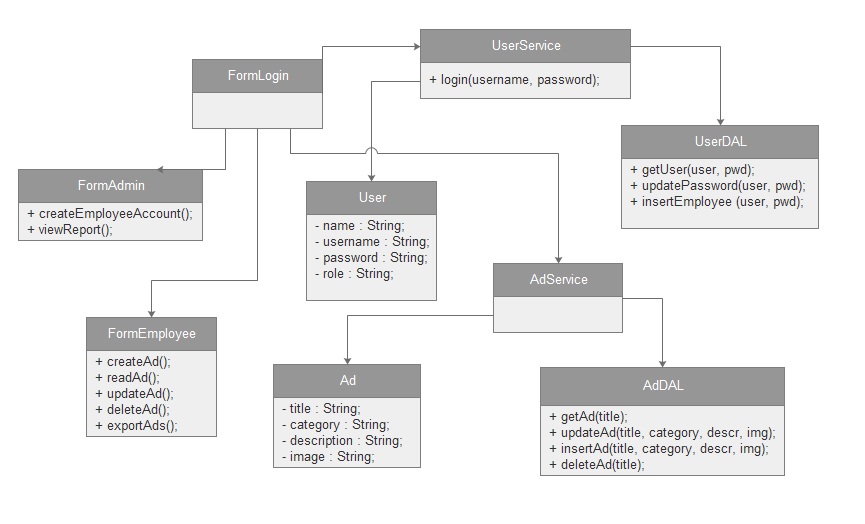 UserService
+ login(username, password);
FormLogin
UserDAL
+ getUser(user, pwd);
+ updatePassword(user, pwd);
+ insertEmployee (user, pwd);
FormAdmin
+ createEmployeeAccount();
+ viewReport();
User
- name : String;
- username : String;
- password : String;
- role : String;
AdService
FormEmployee
+ createAd();
+ readAd();
+ updateAd();
+ deleteAd();
+ exportAds();
Ad
- title : String;
- category : String;
- description : String;
- image : String;
AdDAL
+ getAd(title);
+ updateAd(title, category, descr, img);
+ insertAd(title, category, descr, img);
+ deleteAd(title);